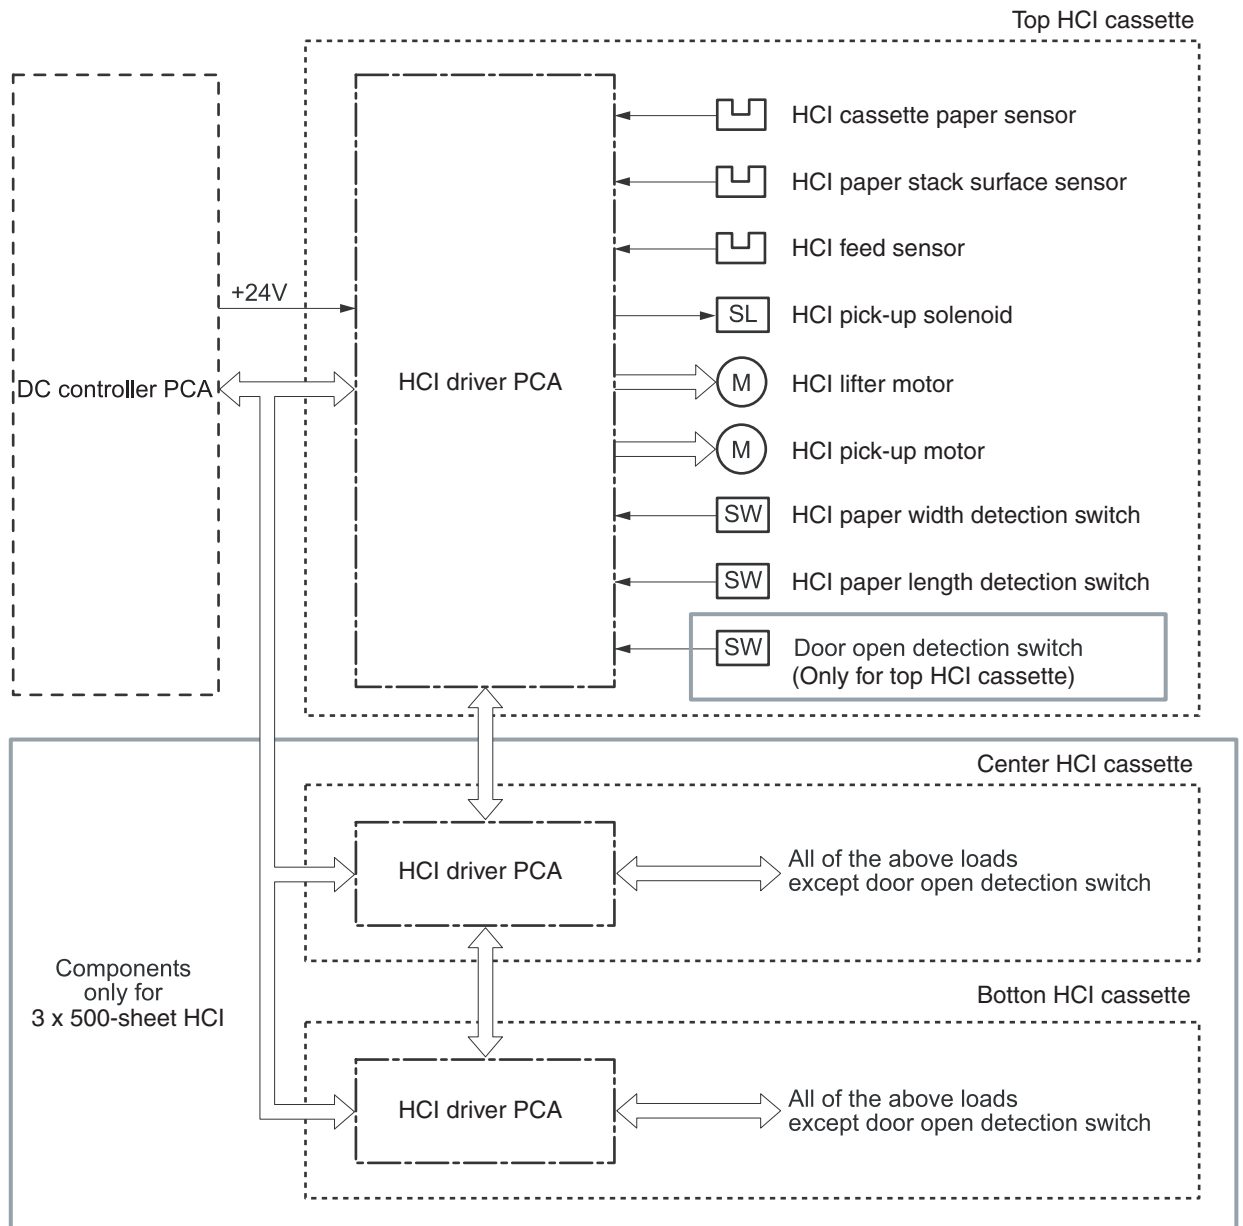 Top HCI cassette
HCI cassette paper sensor
HCI paper stack surface sensor
HCI feed sensor
+24V
SL HCI pick-up solenoid
DC controller PCA
HCI driver PCA
M HCI lifter motor
M HCI pick-up motor
SW HCI paper width detection switch
SW HCI paper length detection switch
SW Door open detection switch
(Only for top HCI cassette)
Center HCI cassette
HCI driver PCA
All of the above loads
except door open detection switch
Components
only for
3 x 500-sheet HCI
Botton HCI cassette
HCI driver PCA
All of the above loads
except door open detection switch